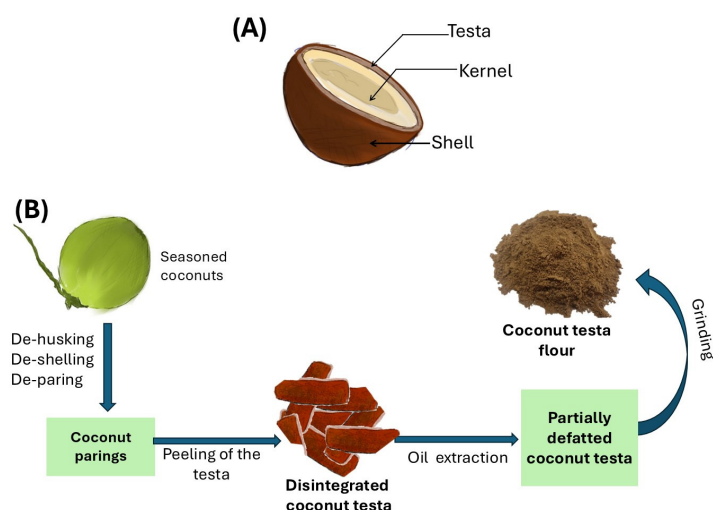 (A)
Testa
Kernel
Shell
(B)
Seasoned
coconuts
De-husking
De-shelling
De-paring
Coconut
parings
Peeling of the
testa
Disintegrated
coconut testa
Oil extraction
Partially
defatted
coconut testa
Grinding
Coconut testa
flour